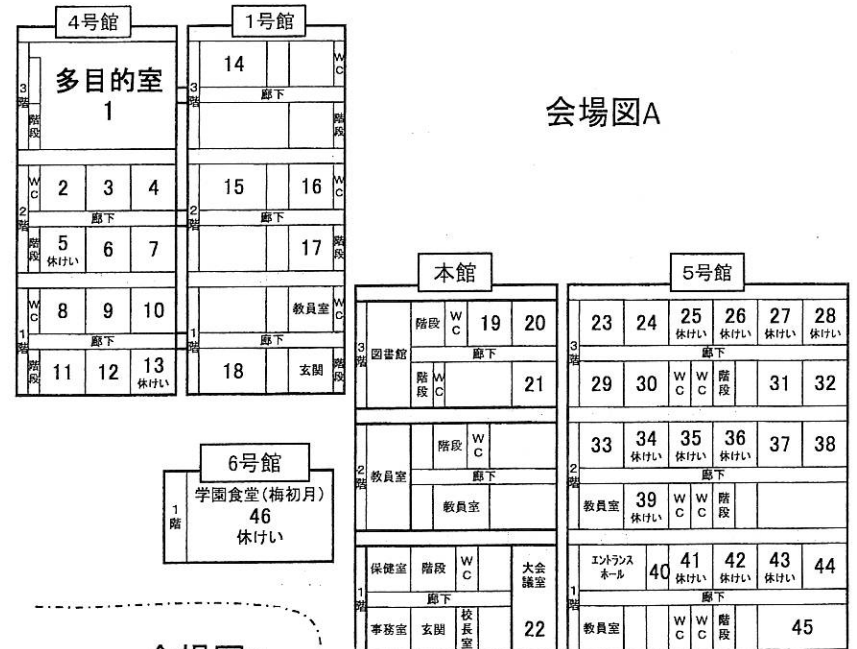 4号館
3階
多目的室
1
階段
WC
2 3 4
2階
廊下
階段
5 休けい
6 7
WC
8 9 10
1階
廊下
階段
11 12
13 休けい
1号館
14
WC
3階
廊下
階段
15 16
WC
2階
廊下
17
階段
教員室
WC
1階
廊下
18
玄関
階段
会場図A
6号館
1階
学園食堂(梅初月)
46
休けい
本館
3階
図書館
階段
WC
19 20
廊下
階段
WC
21
2階
教員室
階段
WC
廊下
教員室
1階
保健室
階段
WC
大会議室
廊下
事務室
玄関
校長室
22
5号館
3階
23 24
25 休けい
26 休けい
27 休けい
28 休けい
廊下
29 30
WC
WC
階段
31 32
2階
33
34 休けい
35 休けい
36 休けい
37 38
廊下
教員室
39 休けい
WC
WC
階段
1階
エントランスホール
40
41 休けい
42 休けい
43 休けい
44
廊下
教員室
WC
WC
階段
45